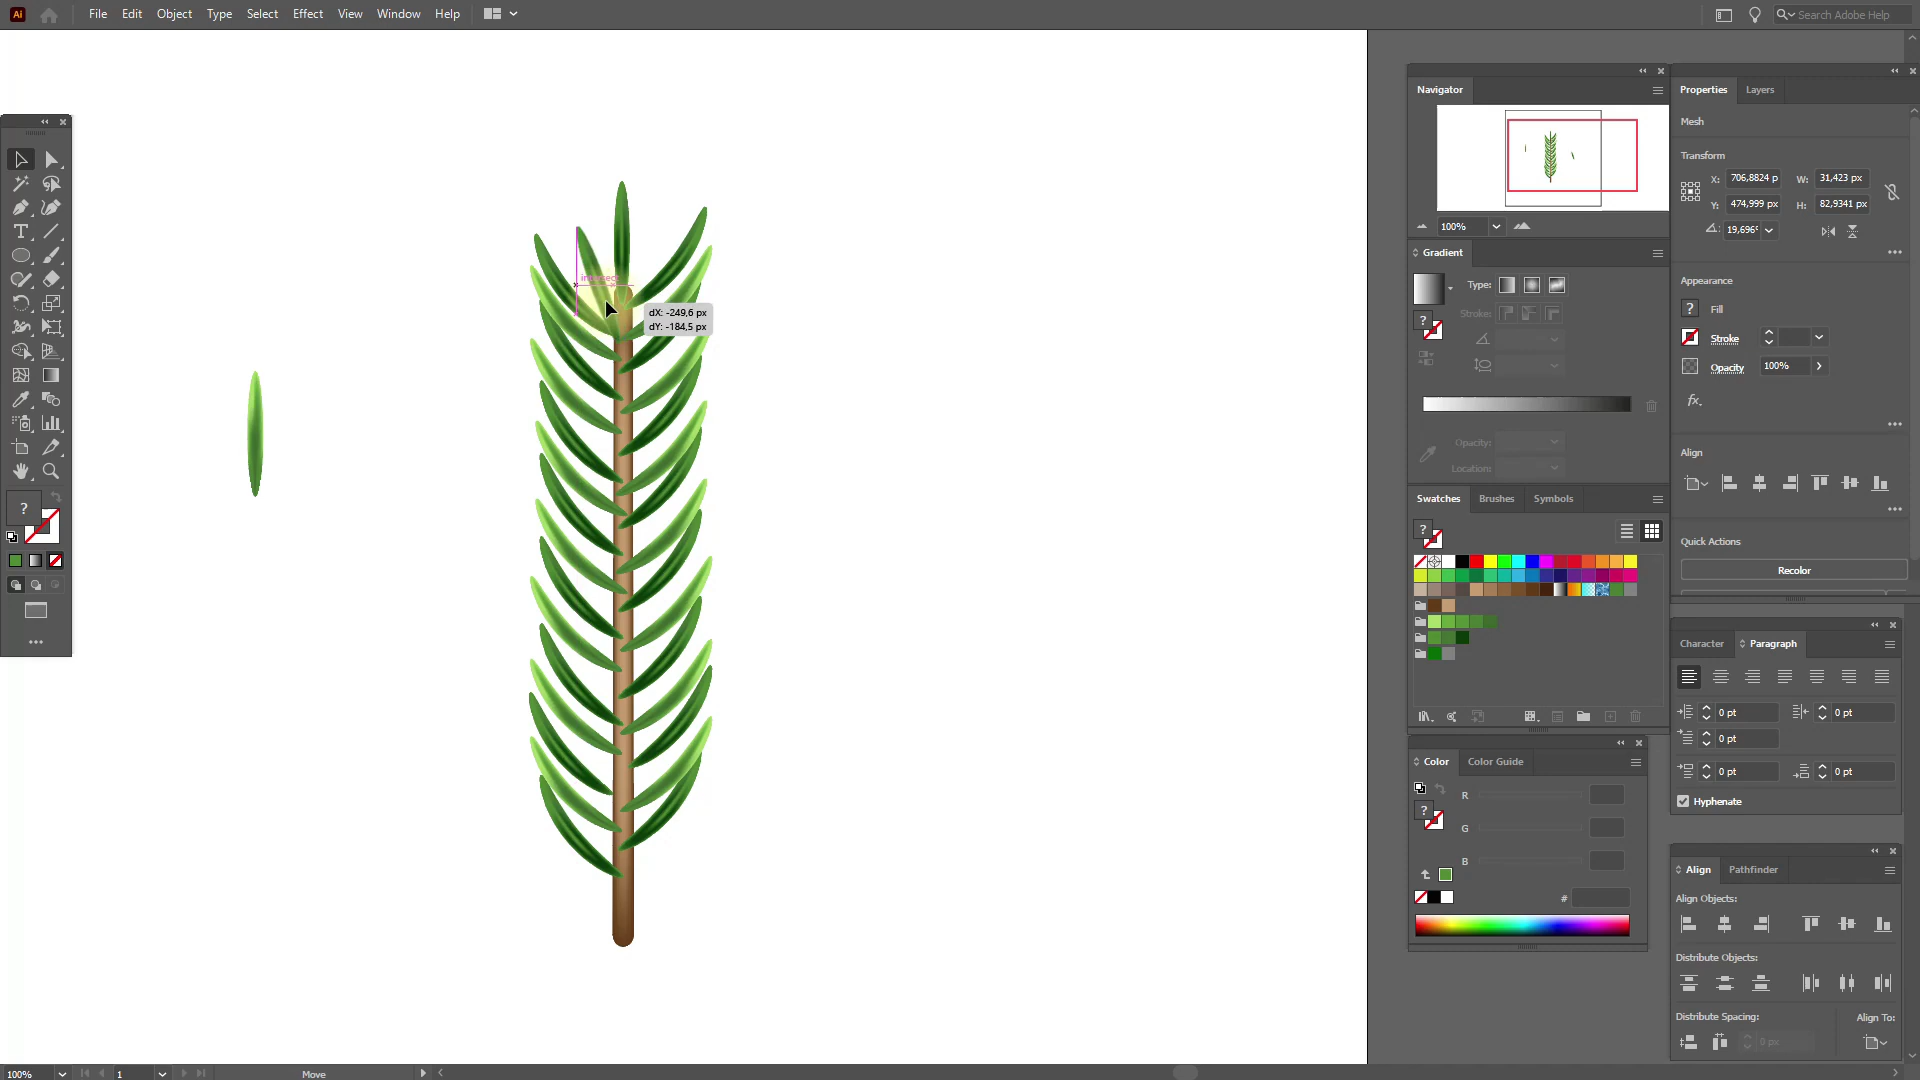 Ai
File
Edit
Object
Type
Select
Effect
View
Window
Help
Search Adobe Help
Navigator
100%
Gradient
Type:
Stroke:
Opacity:
Location:
Swatches
Brushes
Symbols
Color
Color Guide
R
G
B
#
Properties
Layers
Mesh
Transform
X:
706,8824 p
W:
31,423 px
Y:
474,999 px
H:
82,9341 px
19,696°
Appearance
Fill
Stroke
Opacity
100%
fx.
Align
Quick Actions
Recolor
Character
Paragraph
0 pt
0 pt
0 pt
0 pt
0 pt
Hyphenate
Align
Pathfinder
Align Objects:
Distribute Objects:
Distribute Spacing:
Align To:
0 px
intersect
dX: -249,6 px
dY: -184,5 px
100%
1
Move